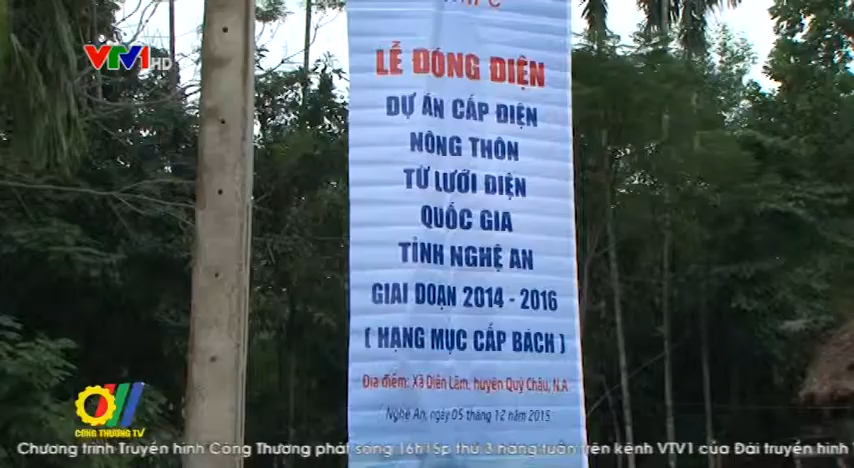 VTV1 HD
LỄ ĐÓNG ĐIỆN
DỰ ÁN CẤP ĐIỆN
NÔNG THÔN
TỪ LƯỚI ĐIỆN
QUỐC GIA
TỈNH NGHỆ AN
GIAI ĐOẠN 2014 - 2016
( HẠNG MỤC CẤP BÁCH )
Địa điểm: Xã Diên Lãm, huyện Quỳ Châu, N.A
Nghệ An, ngày 05 tháng 12 năm 2015
CÔNG THƯƠNG TV
Chương trình Truyền hình Công Thương phát sóng 16h15p thứ 3 hàng tuần trên kênh VTV1 của Đài truyền hình